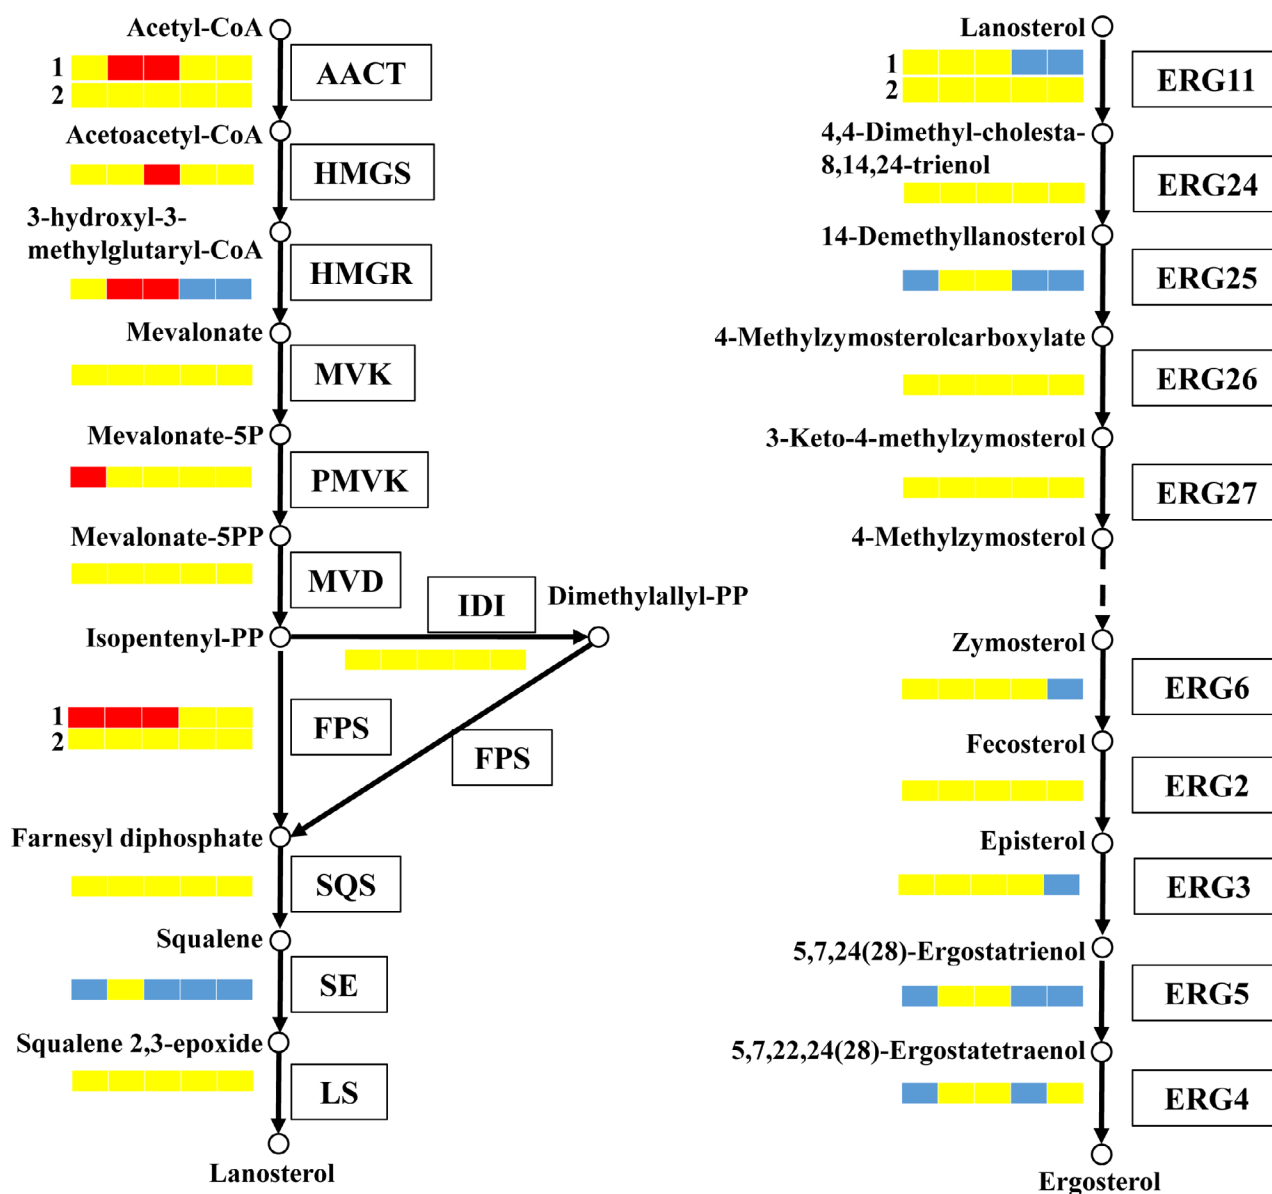 Acetyl-CoA
1
2
AACT
Acetoacetyl-CoA
HMGS
3-hydroxyl-3-
methylglutaryl-CoA
HMGR
Mevalonate
MVK
Mevalonate-5P
PMVK
Mevalonate-5PP
MVD
IDI
Dimethylallyl-PP
Isopentenyl-PP
1
2
FPS
FPS
Farnesyl diphosphate
SQS
Squalene
SE
Squalene 2,3-epoxide
LS
Lanosterol
Lanosterol
1
2
ERG11
4,4-Dimethyl-cholesta-
8,14,24-trienol
ERG24
14-Demethyllanosterol
ERG25
4-Methylzymosterolcarboxylate
ERG26
3-Keto-4-methylzymosterol
ERG27
4-Methylzymosterol
Zymosterol
ERG6
Fecosterol
ERG2
Episterol
ERG3
5,7,24(28)-Ergostatrienol
ERG5
5,7,22,24(28)-Ergostatetraenol
ERG4
Ergosterol